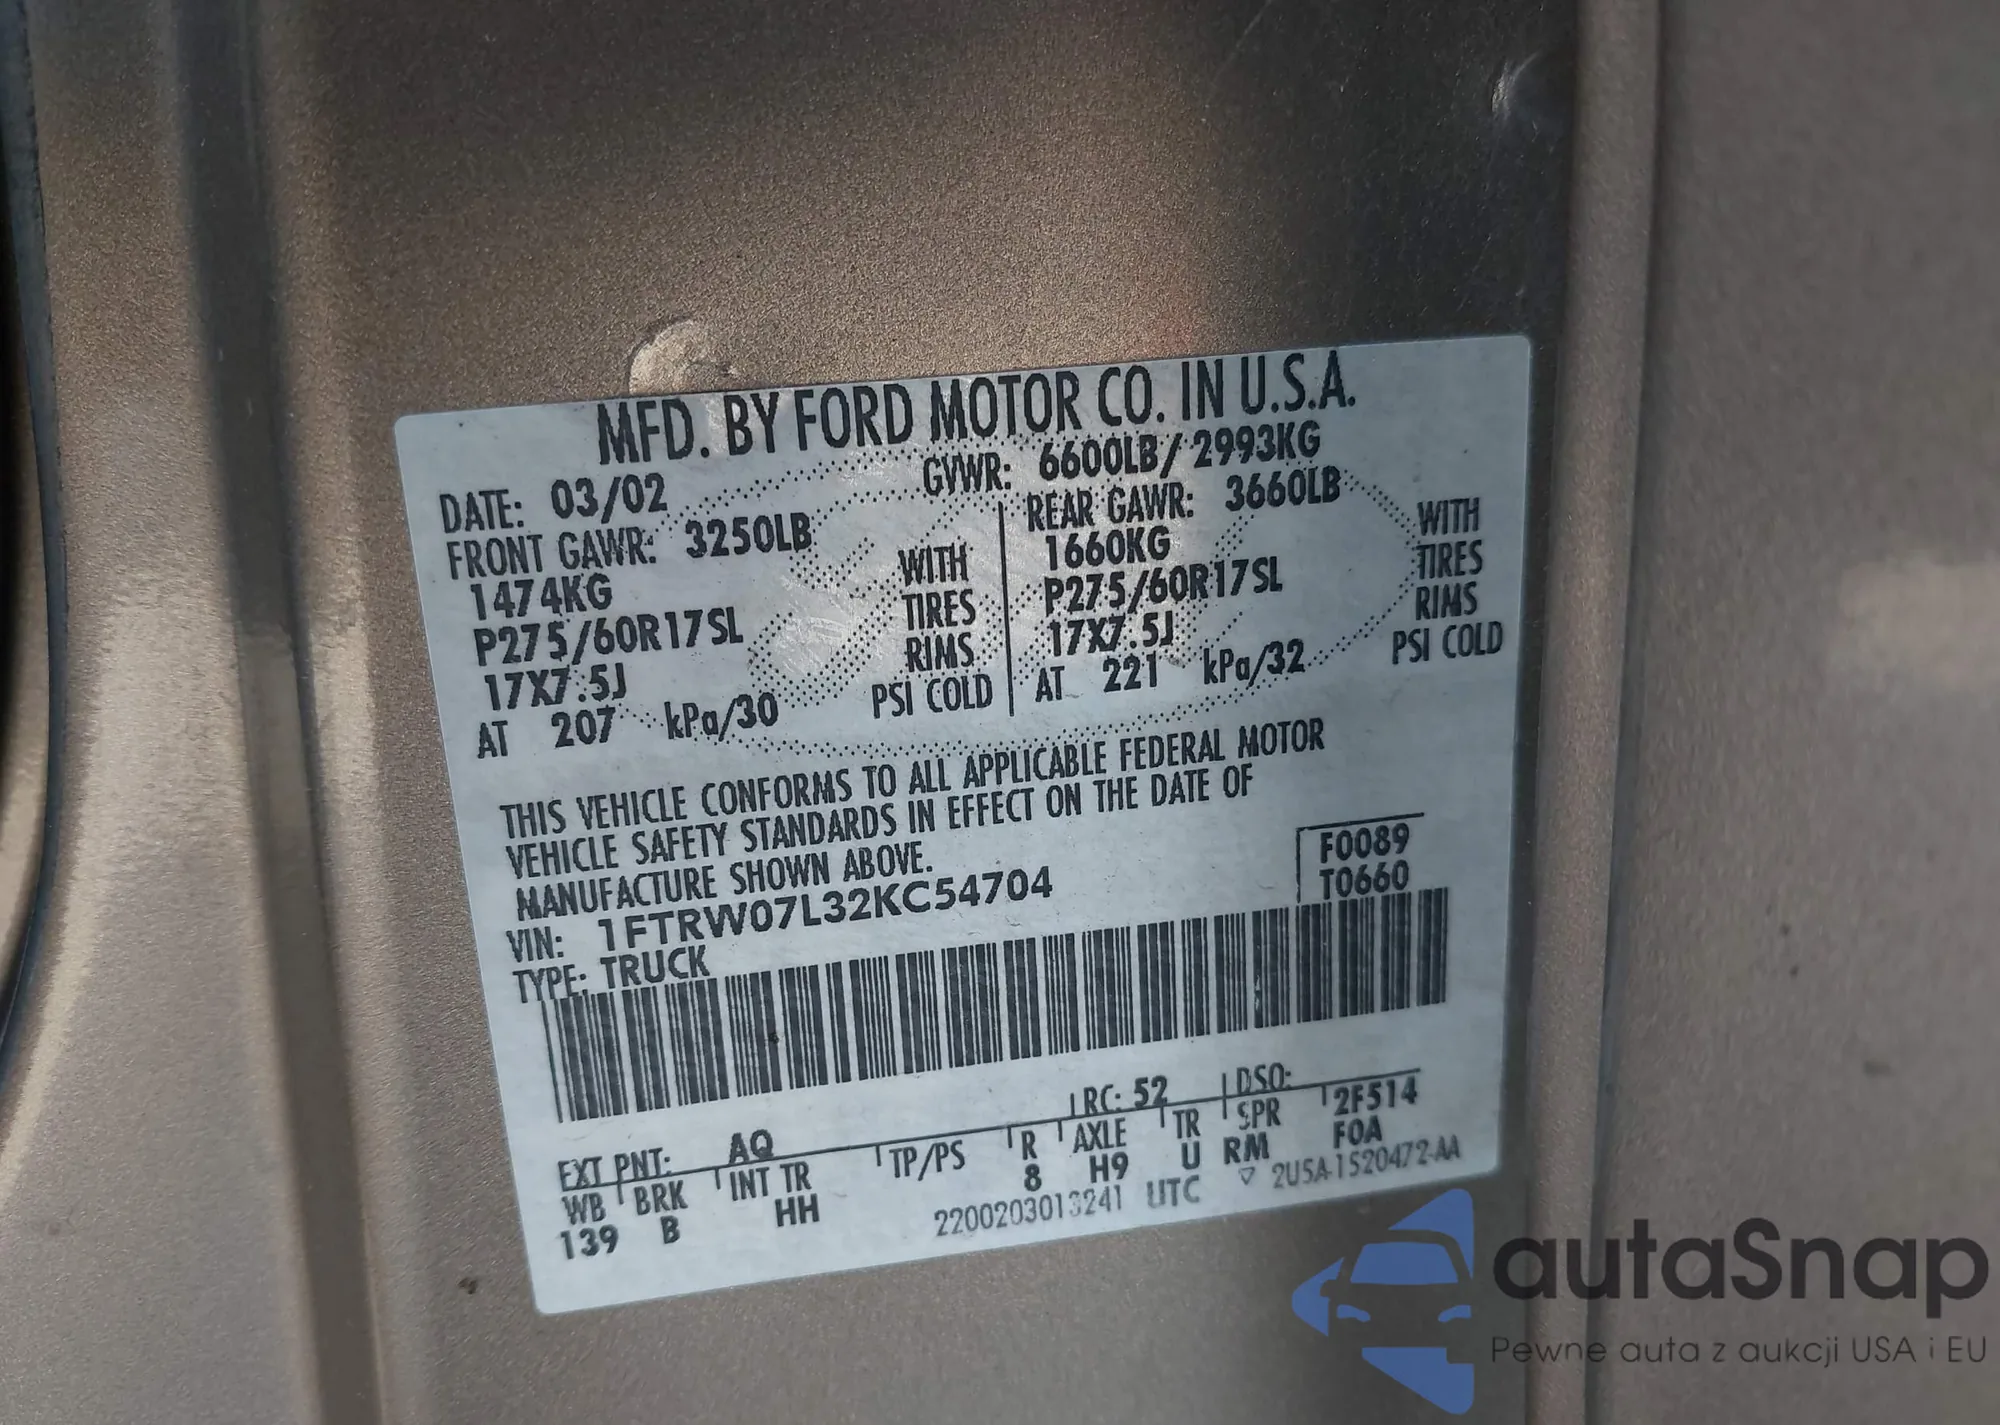 MFD. BY FORD MOTOR CO. IN U.S.A.
DATE: 03/02 GVWR: 6600LB/2993KG
FRONT GAWR: 3250LB REAR GAWR: 3660LB
1474KG WITH 1660KG WITH
P275/60R17SL TIRES P275/60R17SL TIRES
17X7.5J RIMS 17X7.5J RIMS
AT 207 kPa/30 PSI COLD AT 221 kPa/32 PSI COLD
THIS VEHICLE CONFORMS TO ALL APPLICABLE FEDERAL MOTOR
VEHICLE SAFETY STANDARDS IN EFFECT ON THE DATE OF
MANUFACTURE SHOWN ABOVE.
VIN: 1FTRW07L32KC54704 F0089
TYPE: TRUCK T0660
EXT PNT: AQ RC: 52 DSO:
WB BRK INT TR TP/PS R AXLE TR SPR 2F514
139 B HH 8 H9 U RM F0A
2200203013241 UTC 2U5A-1520472-AA
autaSnap
Pewne auta z aukcji USA i EU